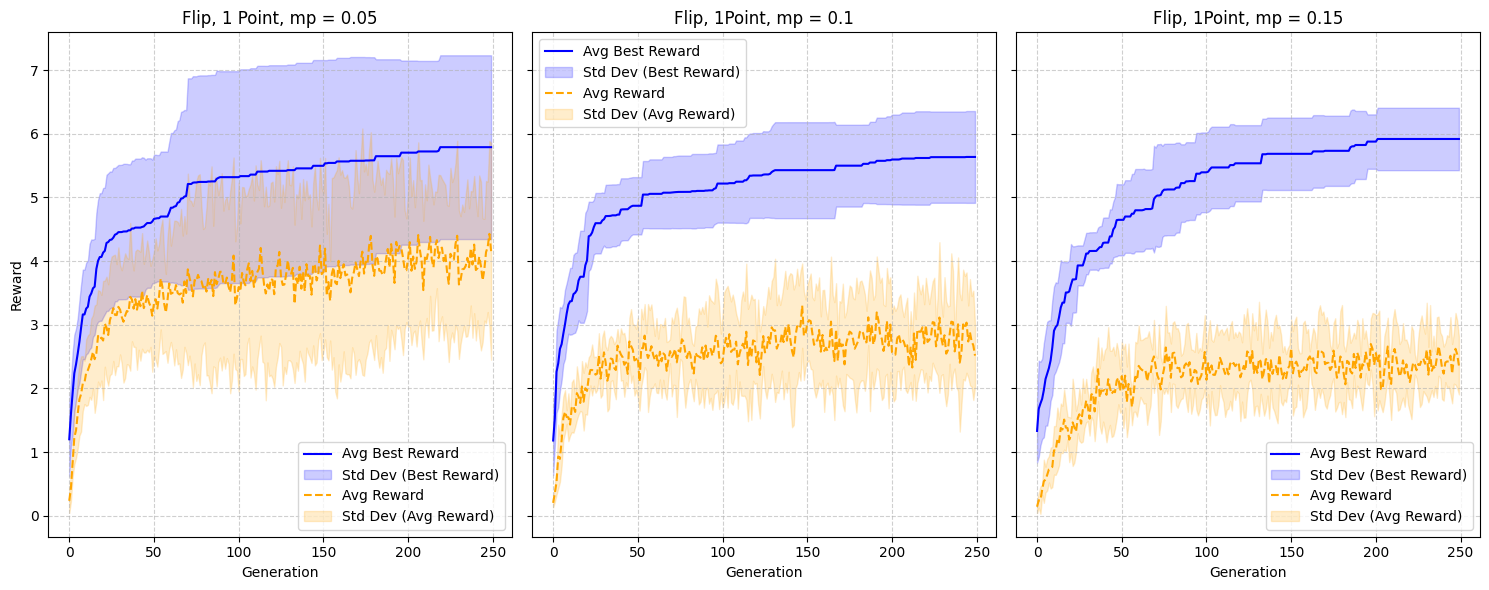 Flip, 1 Point, mp = 0.05
Reward
7
6
5
4
3
2
1
0
Avg Best Reward
Std Dev (Best Reward)
Avg Reward
Std Dev (Avg Reward)
0 50 100 150 200 250
Generation
Flip, 1Point, mp = 0.1
Avg Best Reward
Std Dev (Best Reward)
Avg Reward
Std Dev (Avg Reward)
0 50 100 150 200 250
Generation
Flip, 1Point, mp = 0.15
Avg Best Reward
Std Dev (Best Reward)
Avg Reward
Std Dev (Avg Reward)
0 50 100 150 200 250
Generation